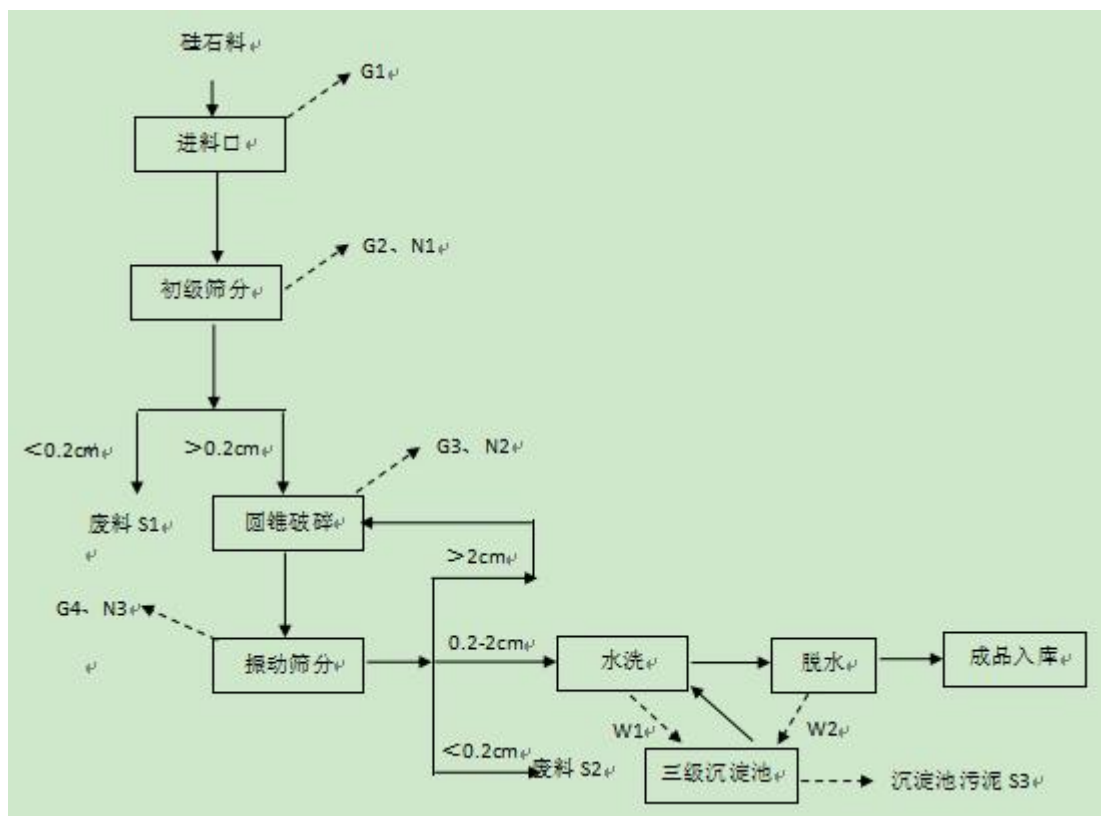 硅石料
G1
进料口
G2、N1
初级筛分
＜0.2cm
＞0.2cm
G3、N2
废料 S1
圆锥破碎
＞2cm
G4、N3
0.2-2cm
振动筛分
水洗
脱水
成品入库
W1
W2
＜0.2cm
废料 S2
三级沉淀池
沉淀池污泥 S3